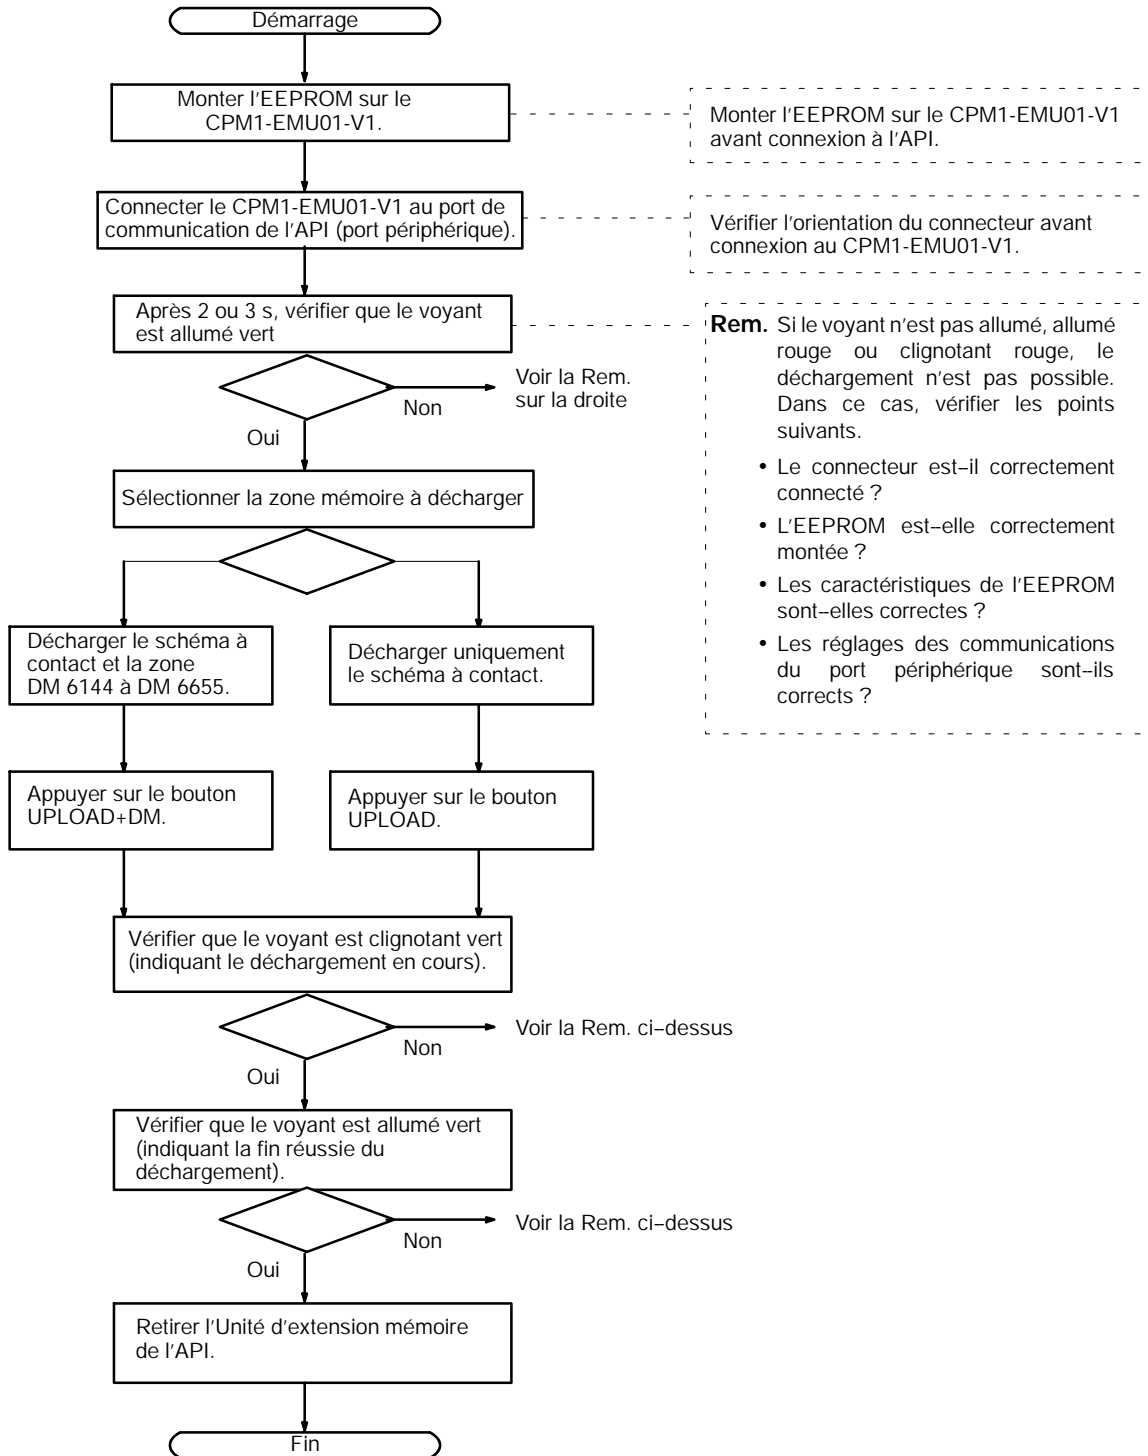 Démarrage
Monter l'EEPROM sur le
CPM1-EMU01-V1.
Monter l'EEPROM sur le CPM1-EMU01-V1
avant connexion à l'API.
Connecter le CPM1-EMU01-V1 au port de
communication de l'API (port périphérique).
Vérifier l'orientation du connecteur avant
connexion au CPM1-EMU01-V1.
Après 2 ou 3 s, vérifier que le voyant
est allumé vert
Rem. Si le voyant n'est pas allumé, allumé
rouge ou clignotant rouge, le
déchargement n'est pas possible.
Dans ce cas, vérifier les points
suivants.
• Le connecteur est–il correctement
connecté ?
• L'EEPROM est–elle correctement
montée ?
• Les caractéristiques de l'EEPROM
sont–elles correctes ?
• Les réglages des communications
du port périphérique sont–ils
corrects ?
Non
Voir la Rem.
sur la droite
Oui
Sélectionner la zone mémoire à décharger
Décharger le schéma à
contact et la zone
DM 6144 à DM 6655.
Décharger uniquement
le schéma à contact.
Appuyer sur le bouton
UPLOAD+DM.
Appuyer sur le bouton
UPLOAD.
Vérifier que le voyant est clignotant vert
(indiquant le déchargement en cours).
Non
Voir la Rem. ci–dessus
Oui
Vérifier que le voyant est allumé vert
(indiquant la fin réussie du
déchargement).
Non
Voir la Rem. ci–dessus
Oui
Retirer l'Unité d'extension mémoire
de l'API.
Fin